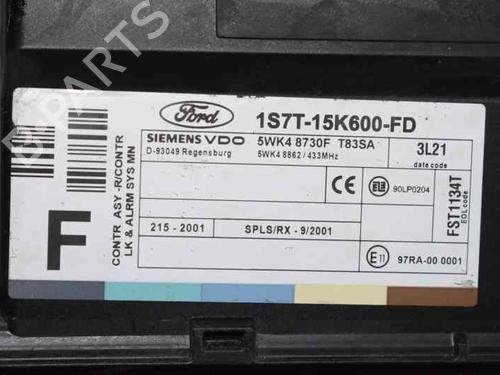 Ford
1S7T-15K600-FD
SIEMENS VDO
D-93049 Regensburg
5WK4 8730F T83SA
5WK4 8862 / 433MHz
3L21
date code
CONTR ASY -R/CONTR
LK & ALRM SYS MN
F
90LP0204
FST1134T
EOL code
215 - 2001
SPLS/RX - 9/2001
E11
97RA-00 0001
B-PARTS